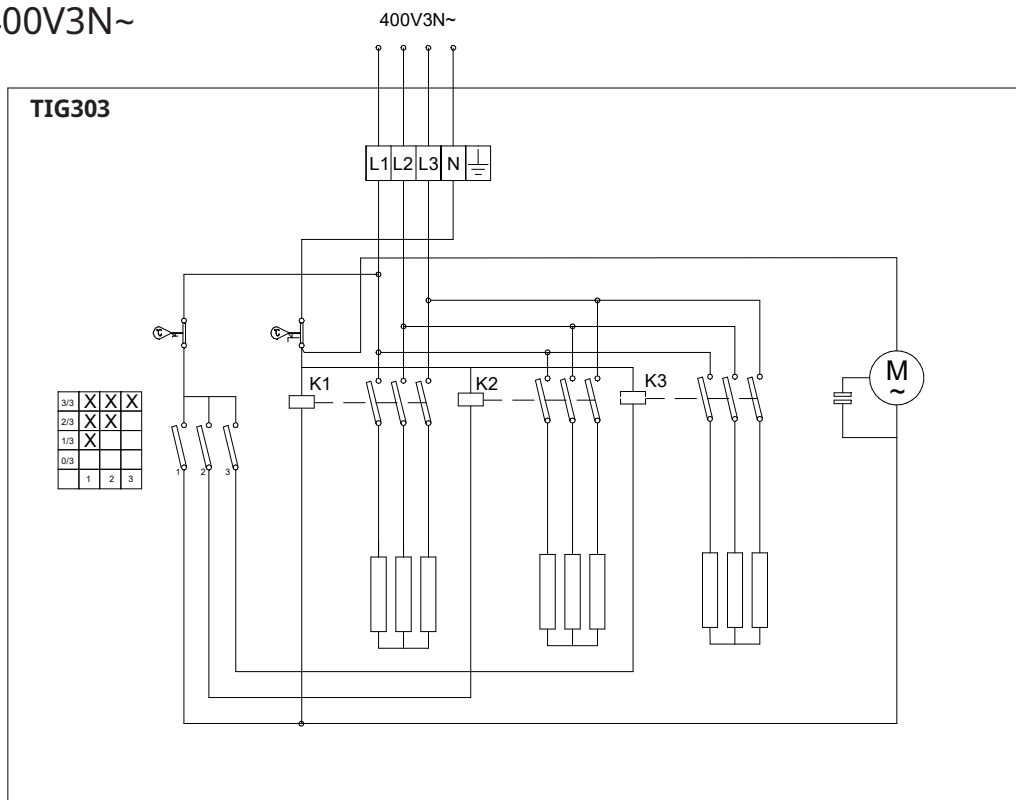 400V3N~
400V3N~
TIG303
L1 L2 L3 N
K1 K2 K3
M
~
3/3 X X X
2/3 X X
1/3 X
0/3
1 2 3
1 2 3